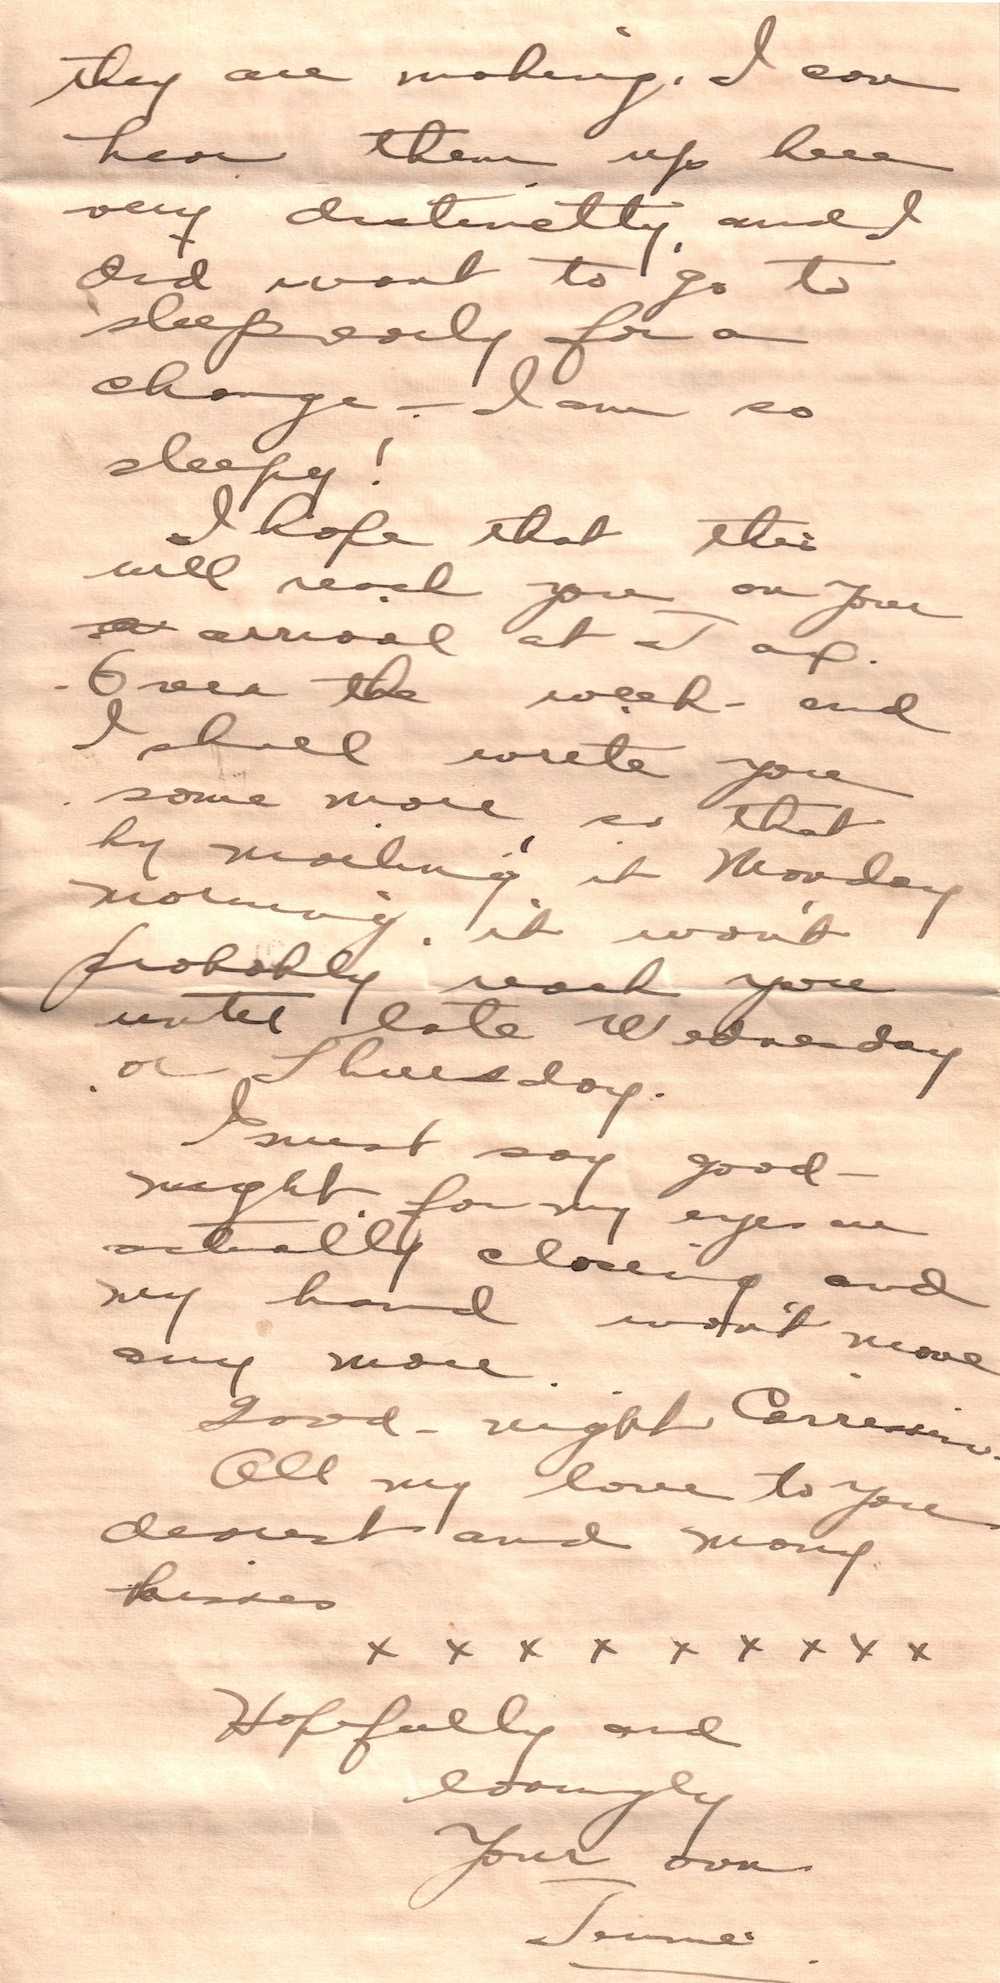 they are making. I can
hear them up here
very distinctly, and I
did want to go to
sleep early for a
change - I am so
sleepy!
I hope that this
will reach you on your
arrival at
Over the week-end
I shall write you
some more, so that
by mailing it Monday
morning, it won't
probably reach you
until late Wednesday
or Thursday.
I must say good-
night, for my eyes are
actually closing and
my hand won't move
any more.
Good-night Carissimo.
All my love to you
dearest and many
kisses
x x x x x x x x x
Hopefully and
lovingly
Your own